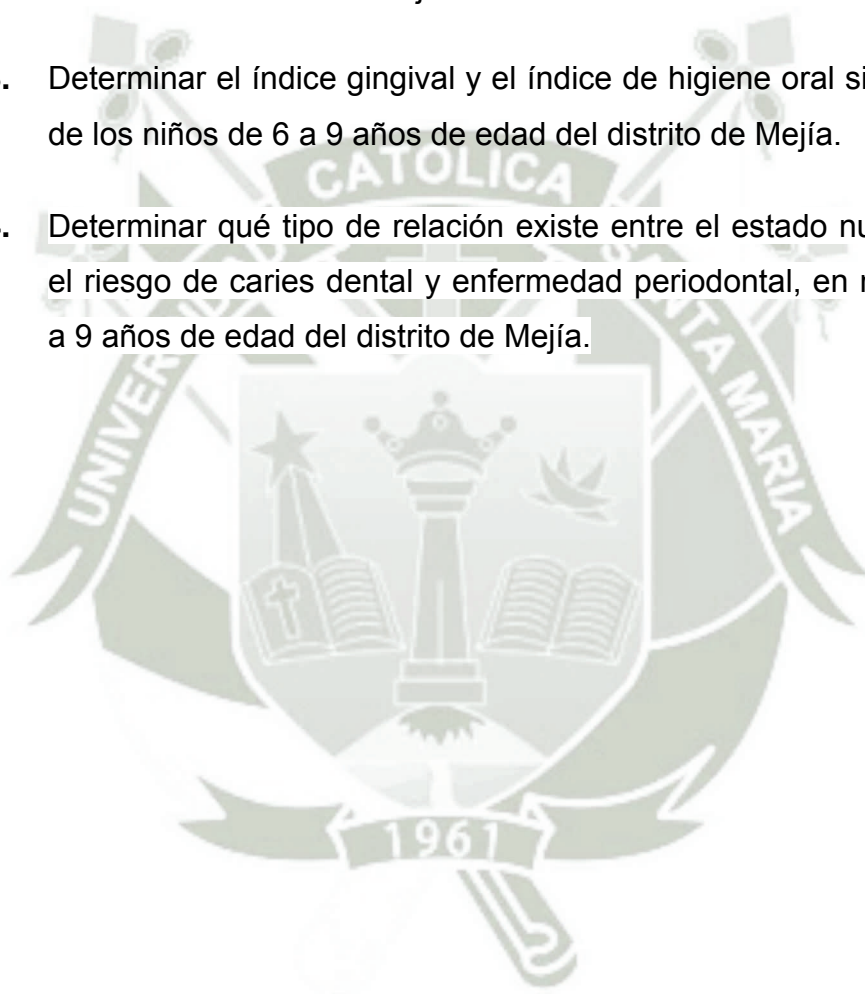 Determinar el índice gingival y el índice de higiene oral
de los niños de 6 a 9 años de edad del distrito de Mejía.
Determinar qué tipo de relación existe entre el estado
el riesgo de caries dental y enfermedad periodontal, en
a 9 años de edad del distrito de Mejía.
CATOLICA
SANTA MARIA
1961